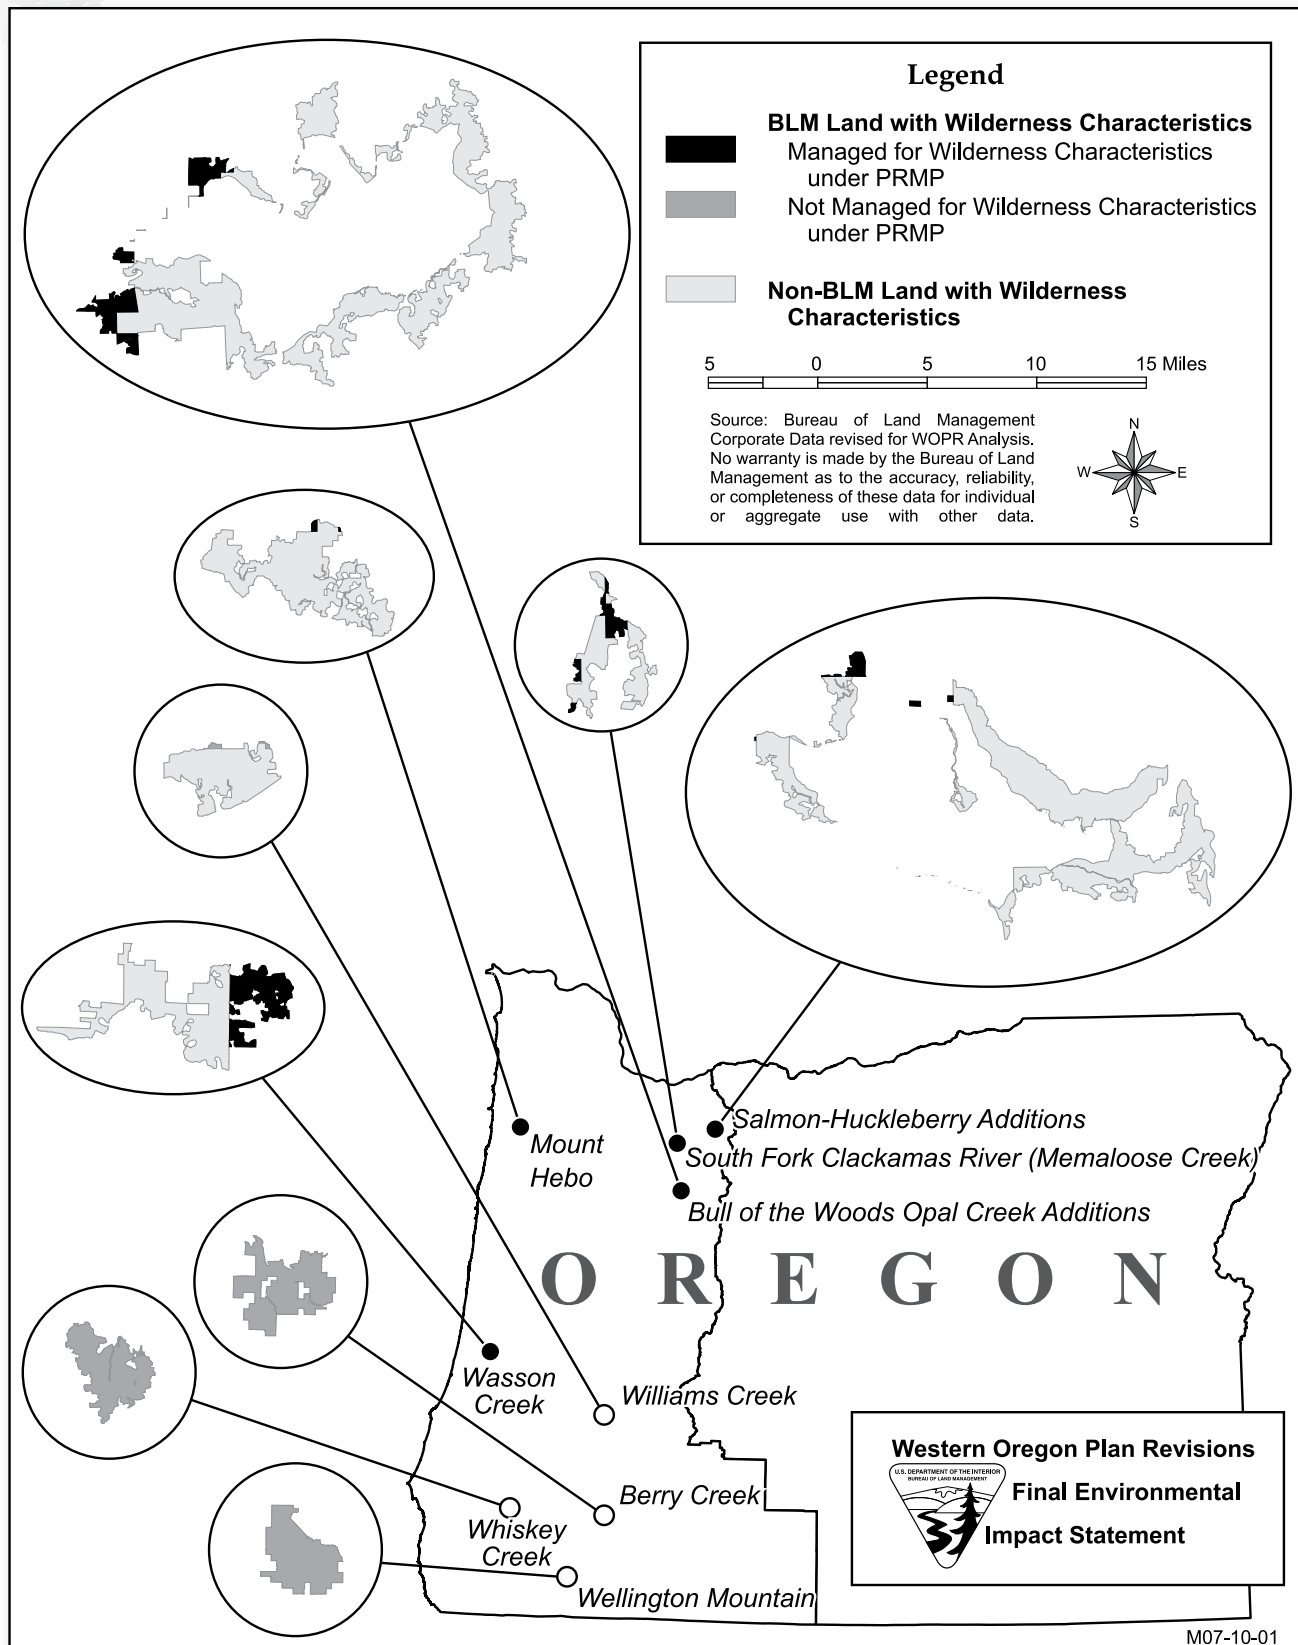 Legend
BLM Land with Wilderness Characteristics
Managed for Wilderness Characteristics
under PRMP
Not Managed for Wilderness Characteristics
under PRMP
Non-BLM Land with Wilderness
Characteristics
5 0 5 10 15 Miles
Source: Bureau of Land Management
Corporate Data revised for WOPR Analysis.
No warranty is made by the Bureau of Land
Management as to the accuracy, reliability,
or completeness of these data for individual
or aggregate use with other data.
N
W E
S
Salmon-Huckleberry Additions
Mount
Hebo
South Fork Clackamas River (Memaloose Creek)
Bull of the Woods Opal Creek Additions
OREGON
Wasson
Creek
Williams Creek
Berry Creek
Whiskey
Creek
Wellington Mountain
Western Oregon Plan Revisions
U.S. DEPARTMENT OF THE INTERIOR
BUREAU OF LAND MANAGEMENT
Final Environmental
Impact Statement
M07-10-01